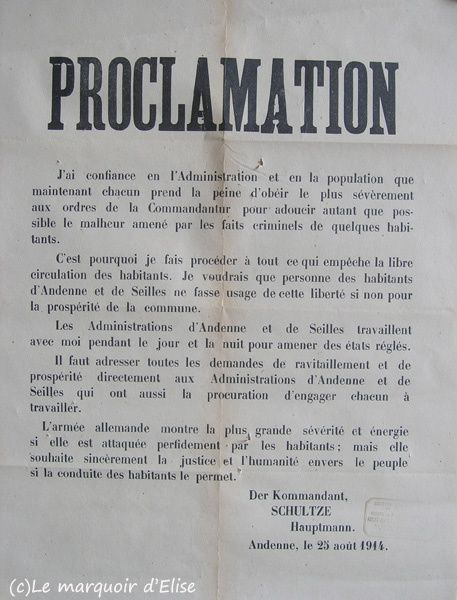 PROCLAMATION
J'ai confiance en l'Administration et en la population que
maintenant chacun prend la peine d'obéir le plus sévèrement
aux ordres de la Commandantur pour adoucir autant que pos-
sible le malheur amené par les faits criminels de quelques habi-
tants.
C'est pourquoi je fais procéder à tout ce qui empêche la libre
circulation des habitants. Je voudrais que personne des habitants
d'Andenne et de Seilles ne fasse usage de cette liberté si non pour
la prospérité de la commune.
Les Administrations d'Andenne et de Seilles travaillent
avec moi pendant le jour et la nuit pour amener des états réglés.
Il faut adresser toutes les demandes de ravitaillement et de
prospérité directement aux Administrations d'Andenne et de
Seilles qui ont aussi la procuration d'engager chacun à
travailler.
L'armée allemande montre la plus grande sévérité et énergie
si elle est attaquée perfidement par les habitants; mais elle
souhaite sincèrement la justice et l'humanité envers le peuple
si la conduite des habitants le permet.
Der Kommandant,
SCHULTZE
Hauptmann.
Andenne, le 25 août 1914.
(c)Le marquoir d'Elise